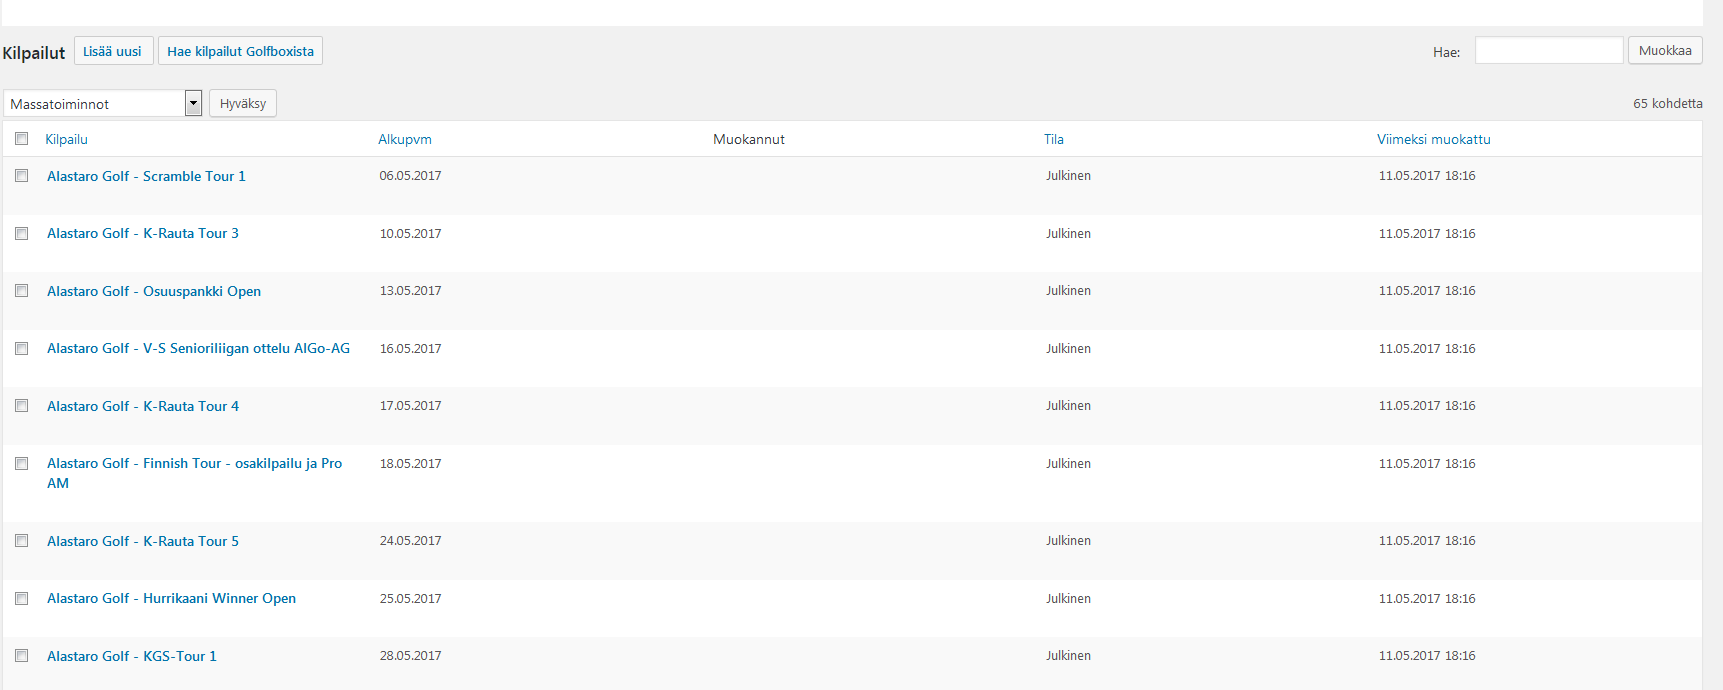 Kilpailut Lisää uusi Hae kilpailut Golfboxista Hae: Muokkaa
Massatoiminnot Hyväksy 65 kohdetta
Kilpailu Alkupvm Muokannut Tila Viimeksi muokattu
Alastaro Golf - Scramble Tour 1 06.05.2017 Julkinen 11.05.2017 18:16
Alastaro Golf - K-Rauta Tour 3 10.05.2017 Julkinen 11.05.2017 18:16
Alastaro Golf - Osuuspankki Open 13.05.2017 Julkinen 11.05.2017 18:16
Alastaro Golf - V-S Senioriliigan ottelu AlGo-AG 16.05.2017 Julkinen 11.05.2017 18:16
Alastaro Golf - K-Rauta Tour 4 17.05.2017 Julkinen 11.05.2017 18:16
Alastaro Golf - Finnish Tour - osakilpailu ja Pro 18.05.2017 Julkinen 11.05.2017 18:16
AM
Alastaro Golf - K-Rauta Tour 5 24.05.2017 Julkinen 11.05.2017 18:16
Alastaro Golf - Hurrikaani Winner Open 25.05.2017 Julkinen 11.05.2017 18:16
Alastaro Golf - KGS-Tour 1 28.05.2017 Julkinen 11.05.2017 18:16